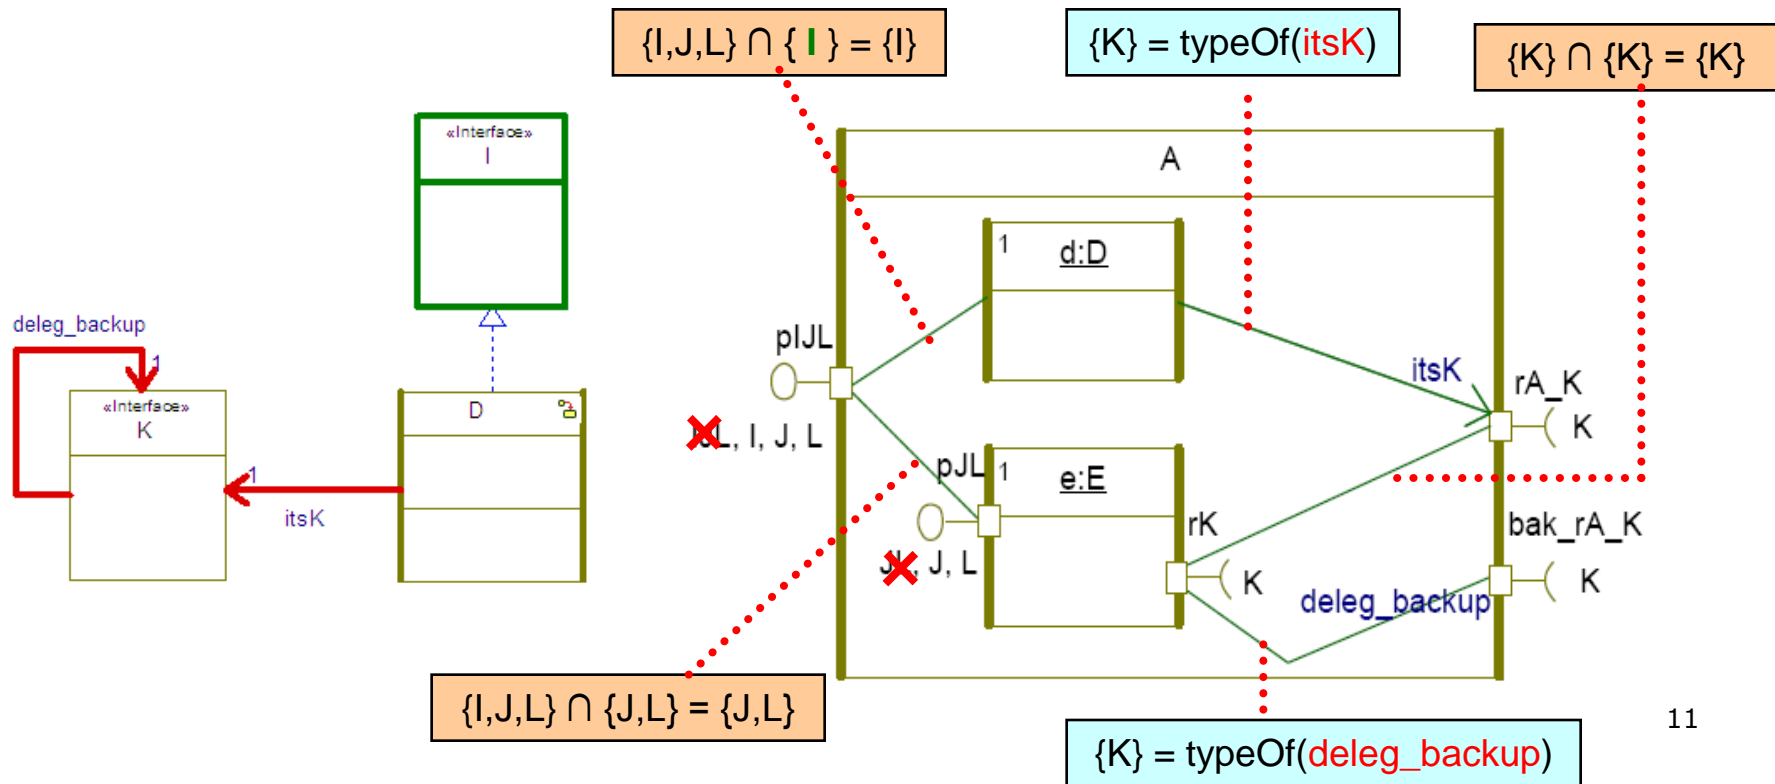 {I,J,L} ∩ { I } = {I}
{K} = typeOf(itsK)
{K} ∩ {K} = {K}
«Interface»
I
A
1
d:D
deleg_backup
1
pIJL
itsK
rA_K
«Interface»
K
D
K
L, I, J, L
pJL
1
e:E
1
itsK
rK
bak_rA_K
J, L
K
K
deleg_backup
{I,J,L} ∩ {J,L} = {J,L}
11
{K} = typeOf(deleg_backup)